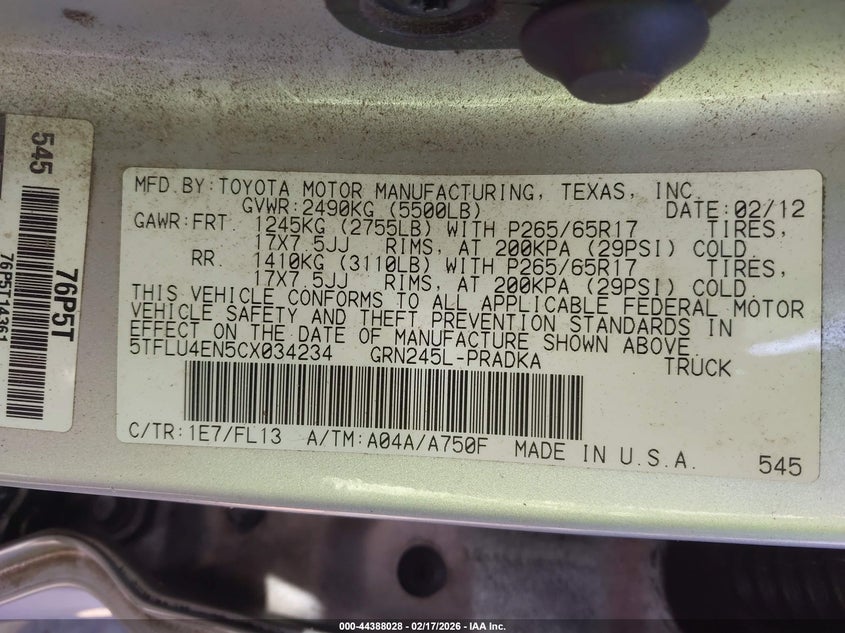 545
76P5T
76P5T14361
MFD.BY:TOYOTA MOTOR MANUFACTURING, TEXAS, INC.
GVWR:2490KG (5500LB) DATE:02/12
GAWR:FRT. 1245KG (2755LB) WITH P265/65R17 TIRES,
17X7.5JJ RIMS, AT 200KPA (29PSI) COLD.
RR. 1410KG (3110LB) WITH P265/65R17 TIRES,
17X7.5JJ RIMS, AT 200KPA (29PSI) COLD.
THIS VEHICLE CONFORMS TO ALL APPLICABLE FEDERAL MOTOR
VEHICLE SAFETY AND THEFT PREVENTION STANDARDS IN
EFFECT ON THE DATE OF MANUFACTURE SHOWN ABOVE.
5TFLU4EN5CX034234 GRN245L-PRADKA TRUCK
C/TR:1E7/FL13 A/TM:A04A/A750F MADE IN U.S.A.
545
000-44388028 - 02/17/2026 - IAA Inc.